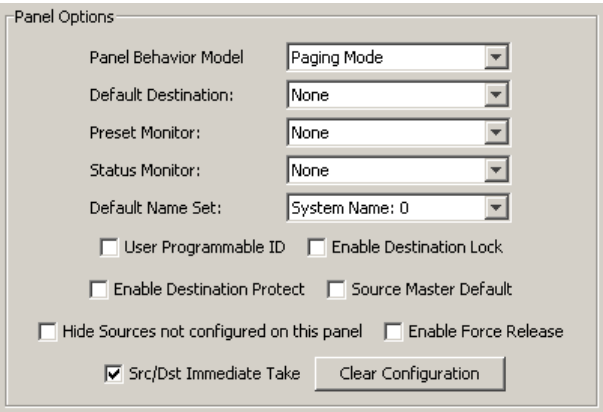 Panel Options
Panel Behavior Model Paging Mode
Default Destination: None
Preset Monitor: None
Status Monitor: None
Default Name Set: System Name: 0
User Programmable ID Enable Destination Lock
Enable Destination Protect Source Master Default
Hide Sources not configured on this panel Enable Force Release
Src/Dst Immediate Take Clear Configuration